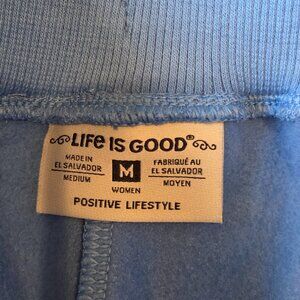 LIFE IS GOOD®
MADE IN EL SALVADOR
MEDIUM
M
WOMEN
FABRIQUÉ AU EL SALVADOR
MOYEN
POSITIVE LIFESTYLE